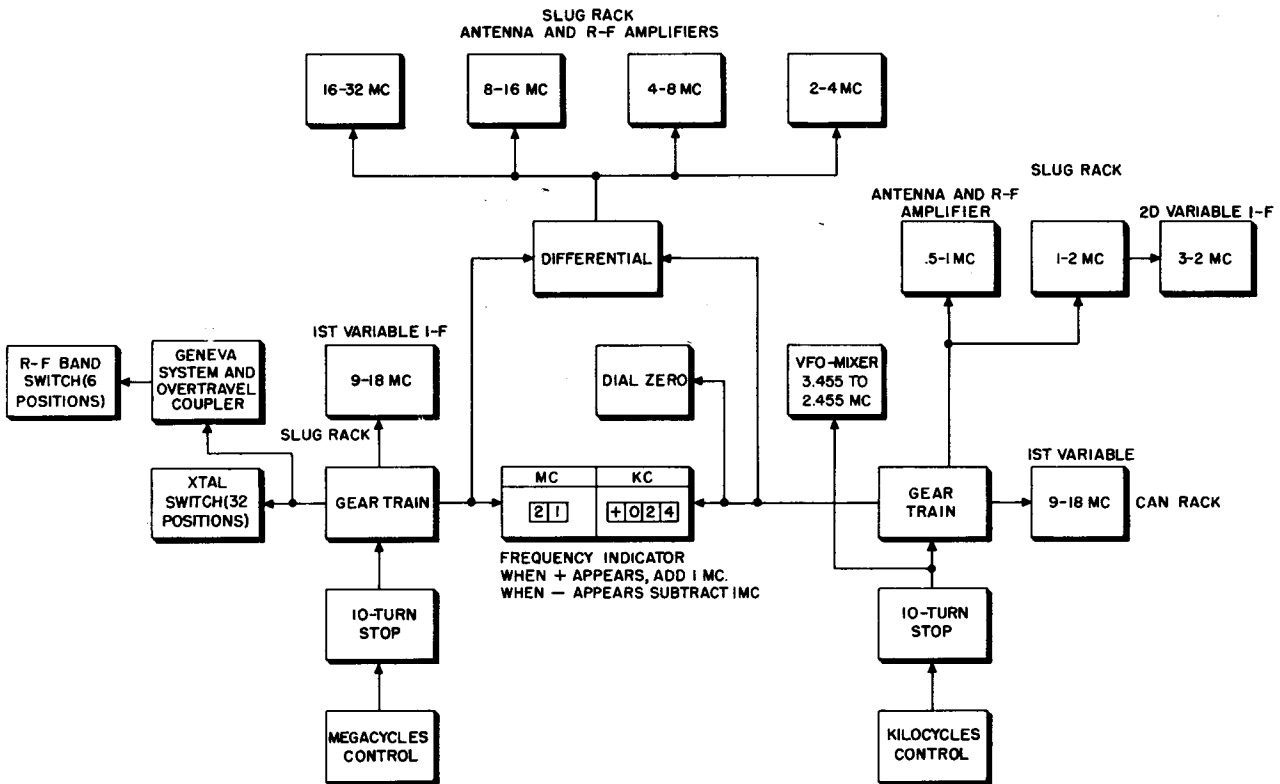 SLUG RACK
ANTENNA AND R-F AMPLIFIERS
16-32 MC
8-16 MC
4-8 MC
2-4 MC
SLUG RACK
ANTENNA AND R-F
AMPLIFIER
2D VARIABLE I-F
DIFFERENTIAL
.5-1 MC
1-2 MC
3-2 MC
R-F BAND
SWITCH(6
POSITIONS)
GENEVA
SYSTEM AND
OVERTRAVEL
COUPLER
IST VARIABLE I-F
9-18 MC
SLUG RACK
DIAL ZERO
VFO-MIXER
3.455 TO
2.455 MC
XTAL
SWITCH(32
POSITIONS)
GEAR TRAIN
MC
KC
21
+024
FREQUENCY INDICATOR
WHEN + APPEARS, ADD I MC.
WHEN — APPEARS SUBTRACT IMC
GEAR
TRAIN
IST VARIABLE
9-18 MC
CAN RACK
10-TURN
STOP
10-TURN
STOP
MEGACYCLES
CONTROL
KILOCYCLES
CONTROL